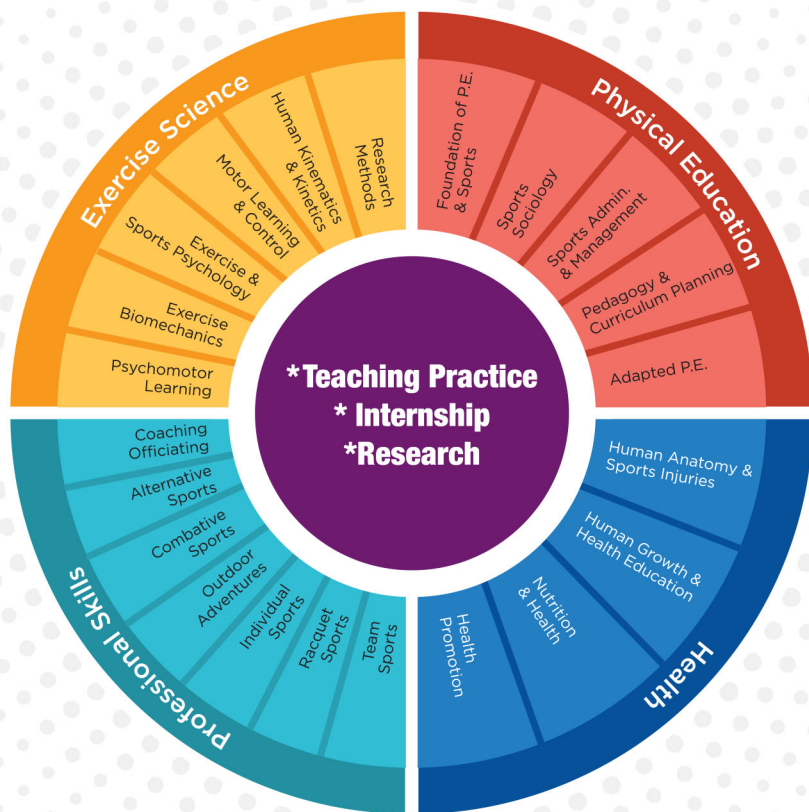 Exercise Science
Research
Methods
Human Kinematics
& Kinetics
Motor Learning
& Control
Exercise &
Sports Psychology
Exercise
Biomechanics
Psychomotor
Learning
Physical Education
Foundation of P.E.
& Sports
Sports
Sociology
Sports Admin.
& Management
Pedagogy &
Curriculum Planning
Adapted P.E.
*Teaching Practice
* Internship
*Research
Professional Skills
Coaching
Officiating
Alternative
Sports
Combative
Sports
Outdoor
Adventures
Individual
Sports
Racquet
Sports
Team
Sports
Health
Human Anatomy &
Sports Injuries
Human Growth &
Health Education
Nutrition
& Health
Health
Promotion